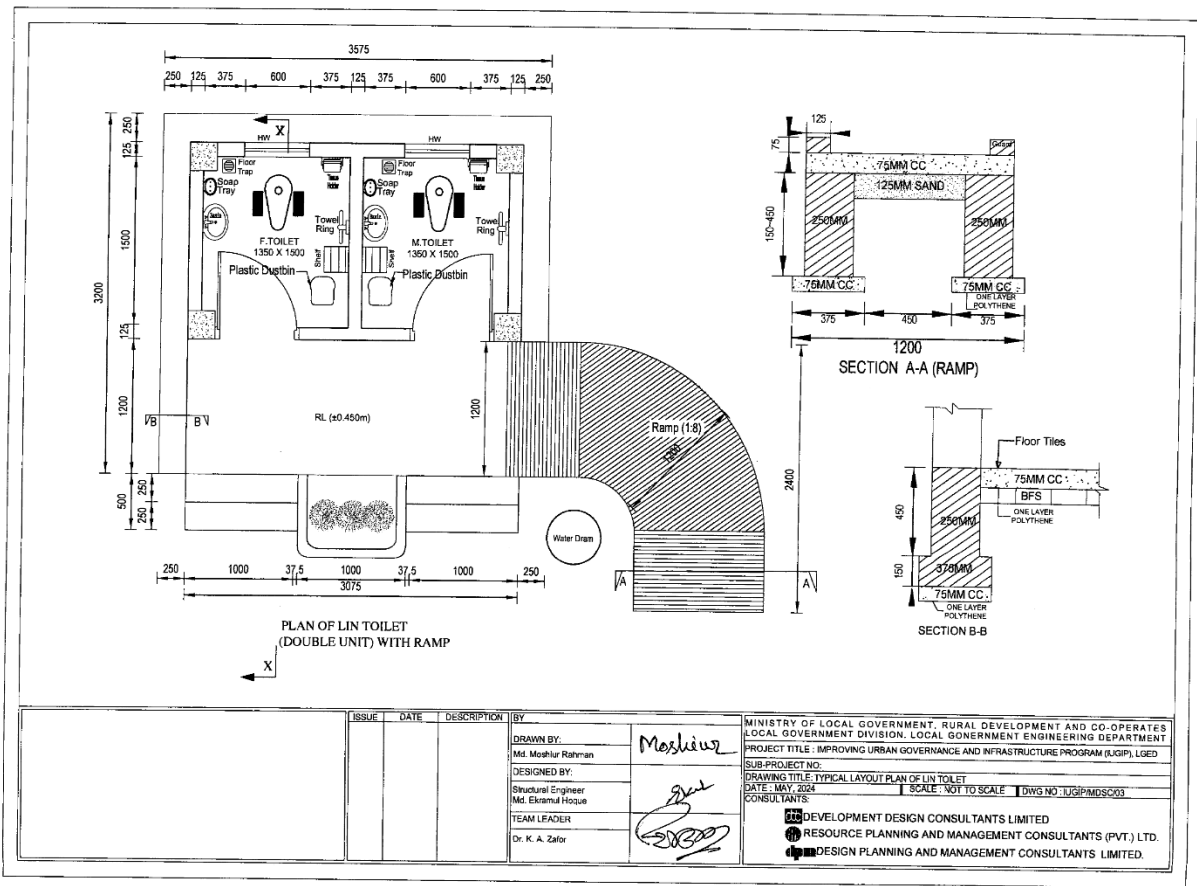 3575
250 125 375 600 375 125 375 600 375 125 250
X
HW
HW
250
125
1500
3200
125
1200
500
250
250
Floor
Trap
Soap
Tray
Tissue
Holder
Towel
Ring
F.TOILET
1350 X 1500
Shelf
Plastic Dustbin
Floor
Trap
Soap
Tray
Tissue
Holder
Towel
Ring
M.TOILET
1350 X 1500
Plastic Dustbin
B
B
RL (±0.450m)
1200
Ramp (1:8)
1200
2400
Water Dram
A
A
250 1000 37.5 1000 37.5 1000 250
3075
PLAN OF LIN TOILET
(DOUBLE UNIT) WITH RAMP
X
125
75
Guard
75MM CC
125MM SAND
150-450
250MM
250MM
75MM CC
75MM CC
ONE LAYER
POLYTHENE
375 450 375
1200
SECTION A-A (RAMP)
Floor Tiles
75MM CC
BFS
ONE LAYER
POLYTHENE
450
250MM
150
375MM
75MM CC
ONE LAYER
POLYTHENE
SECTION B-B
ISSUE DATE DESCRIPTION BY
DRAWN BY:
Md. Moshiur Rahman
Moshiur
DESIGNED BY:
Structural Engineer
Md. Ekramul Hoque
TEAM LEADER
Dr. K. A. Zafor
MINISTRY OF LOCAL GOVERNMENT, RURAL DEVELOPMENT AND CO-OPERATES
LOCAL GOVERNMENT DIVISION. LOCAL GONERNMENT ENGINEERING DEPARTMENT
PROJECT TITLE : IMPROVING URBAN GOVERNANCE AND INFRASTRUCTURE PROGRAM (IUGIP), LGED
SUB-PROJECT NO:
DRAWING TITLE: TYPICAL LAYOUT PLAN OF LIN TOILET
DATE : MAY, 2024 SCALE : NOT TO SCALE DWG NO : IUGIP/MDSC/03
CONSULTANTS:
DEVELOPMENT DESIGN CONSULTANTS LIMITED
RESOURCE PLANNING AND MANAGEMENT CONSULTANTS (PVT.) LTD.
dpm DESIGN PLANNING AND MANAGEMENT CONSULTANTS LIMITED.